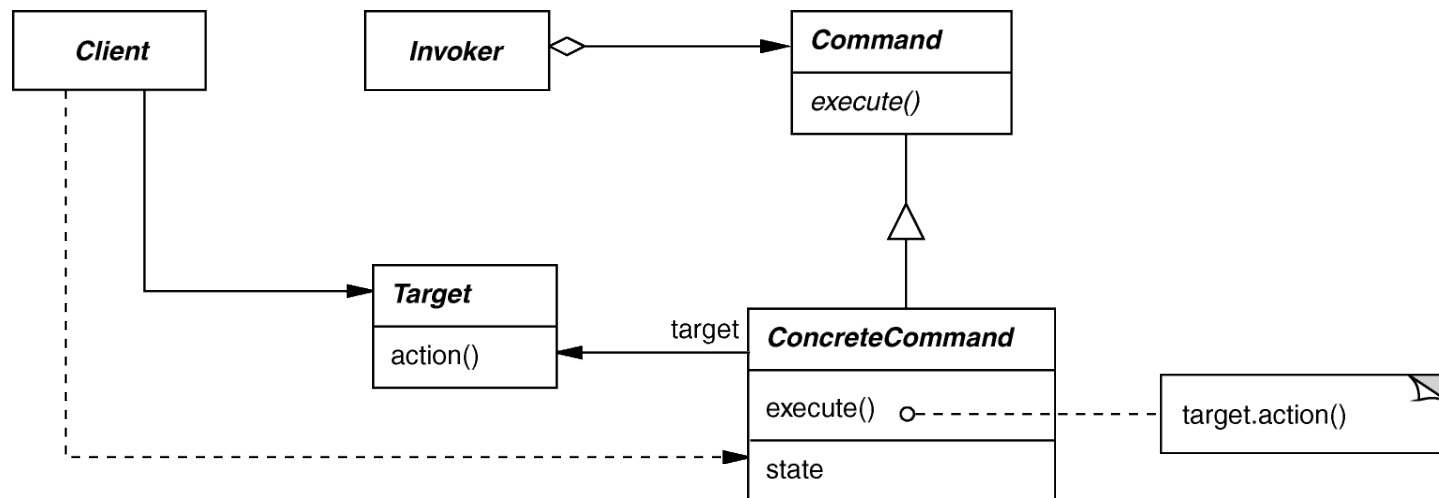 Client
Invoker
Command
execute()
Target
action()
target
ConcreteCommand
execute()
state
target.action()